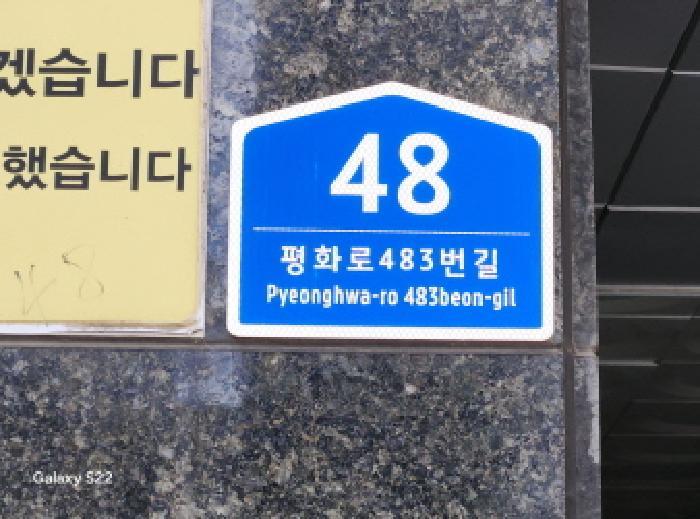 겠습니다
했습니다
48
평화로483번길
Pyeonghwa-ro 483beon-gil
Galaxy S22